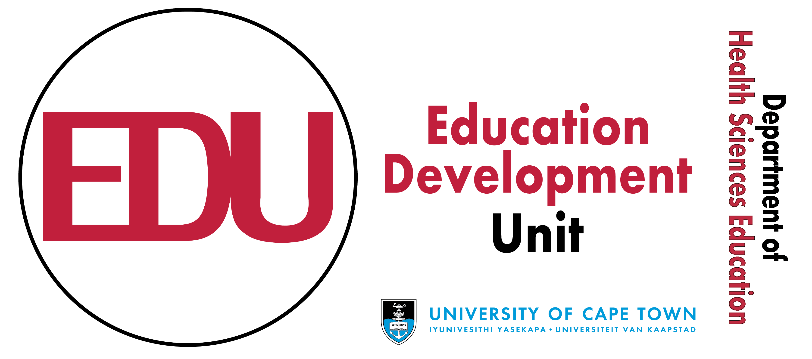 EDU
Education
Development
Unit
UNIVERSITY OF CAPE TOWN
IYUNIVESITHI YASEKAPA • UNIVERSITEIT VAN KAAPSTAD
Department of
Health Sciences Education